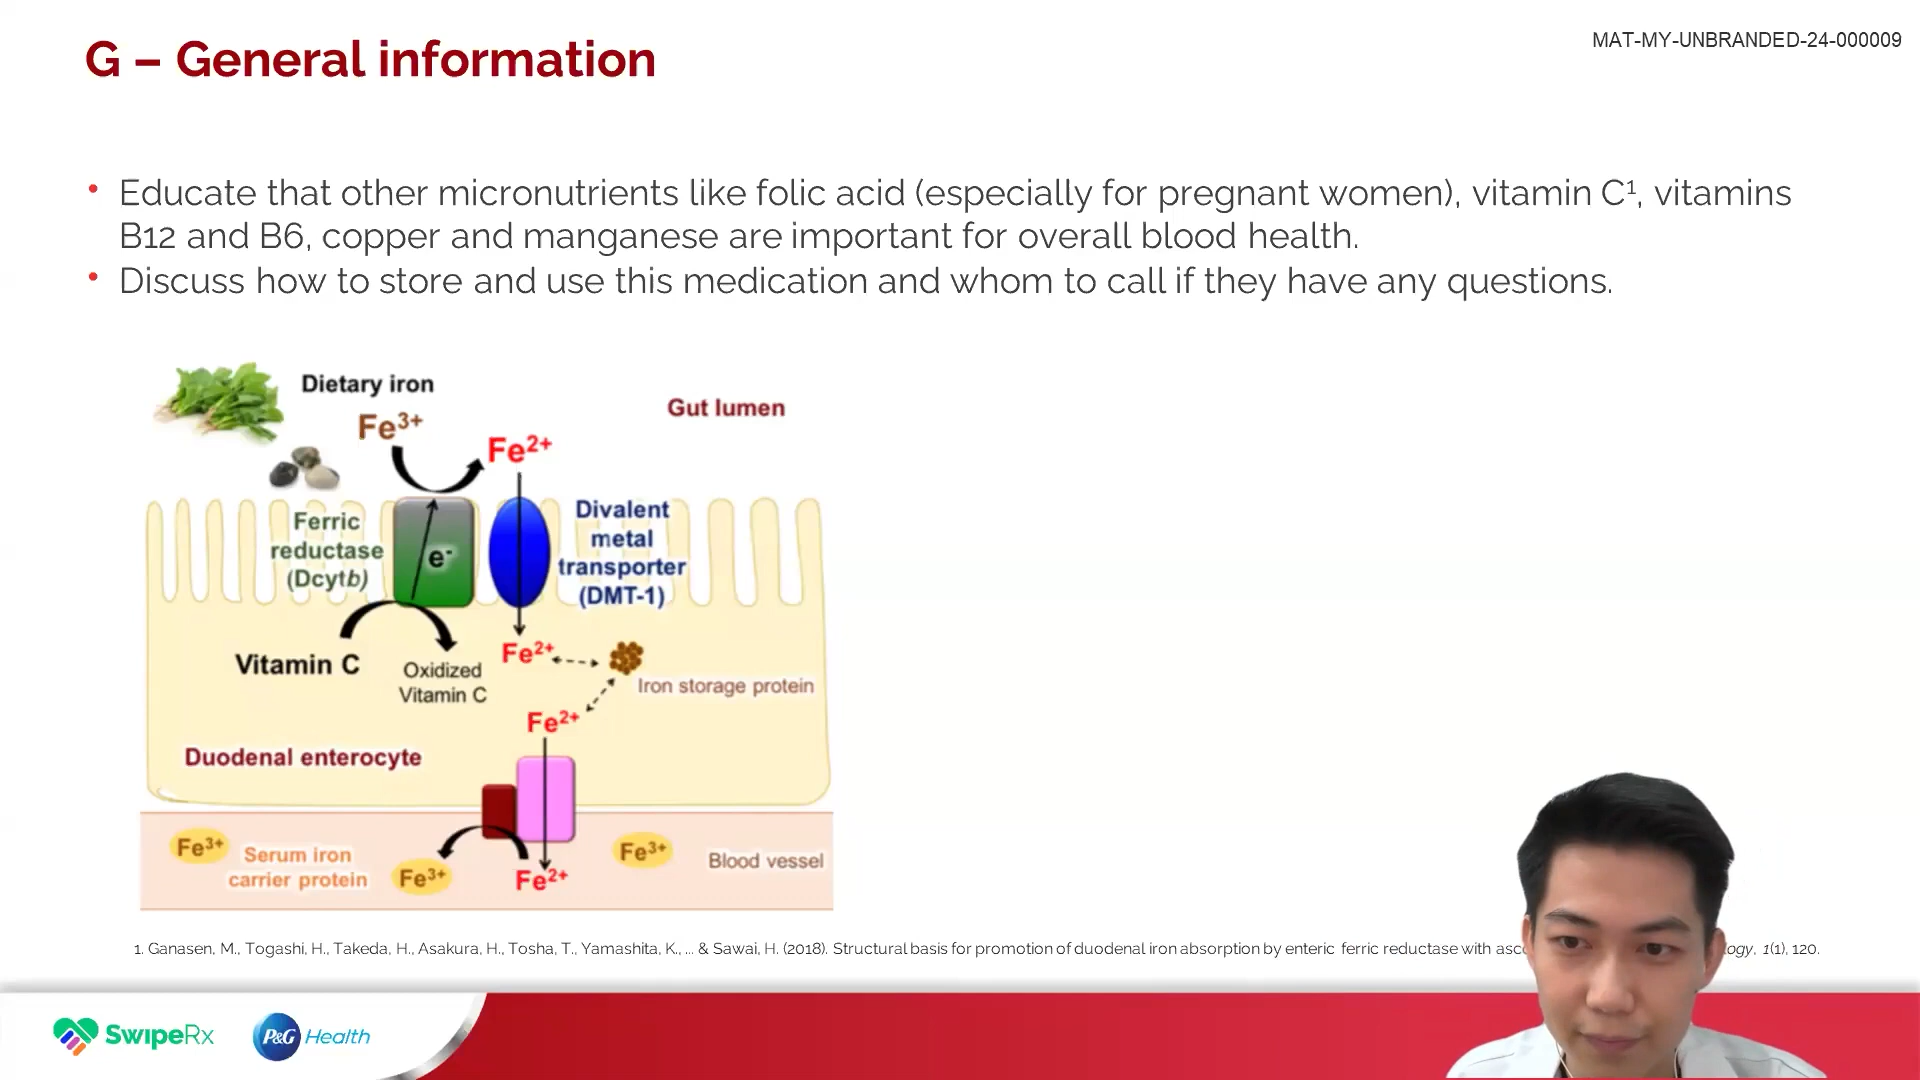 G – General information
MAT-MY-UNBRANDED-24-000009
• Educate that other micronutrients like folic acid (especially for pregnant women), vitamin C¹, vitamins
B12 and B6, copper and manganese are important for overall blood health.
• Discuss how to store and use this medication and whom to call if they have any questions.
Dietary iron
Fe³⁺
Fe²⁺
Gut lumen
Ferric
reductase
(Dcytb)
e⁻
Divalent
metal
transporter
(DMT-1)
Vitamin C
Oxidized
Vitamin C
Fe²⁺
Iron storage protein
Fe²⁺
Duodenal enterocyte
Fe³⁺
Serum iron
carrier protein
Fe³⁺
Fe²⁺
Fe³⁺
Blood vessel
1. Ganasen, M., Togashi, H., Takeda, H., Asakura, H., Tosha, T., Yamashita, K., ... & Sawai, H. (2018). Structural basis for promotion of duodenal iron absorption by enteric ferric reductase with , 1(1), 120.
SwipeRx
P&G Health